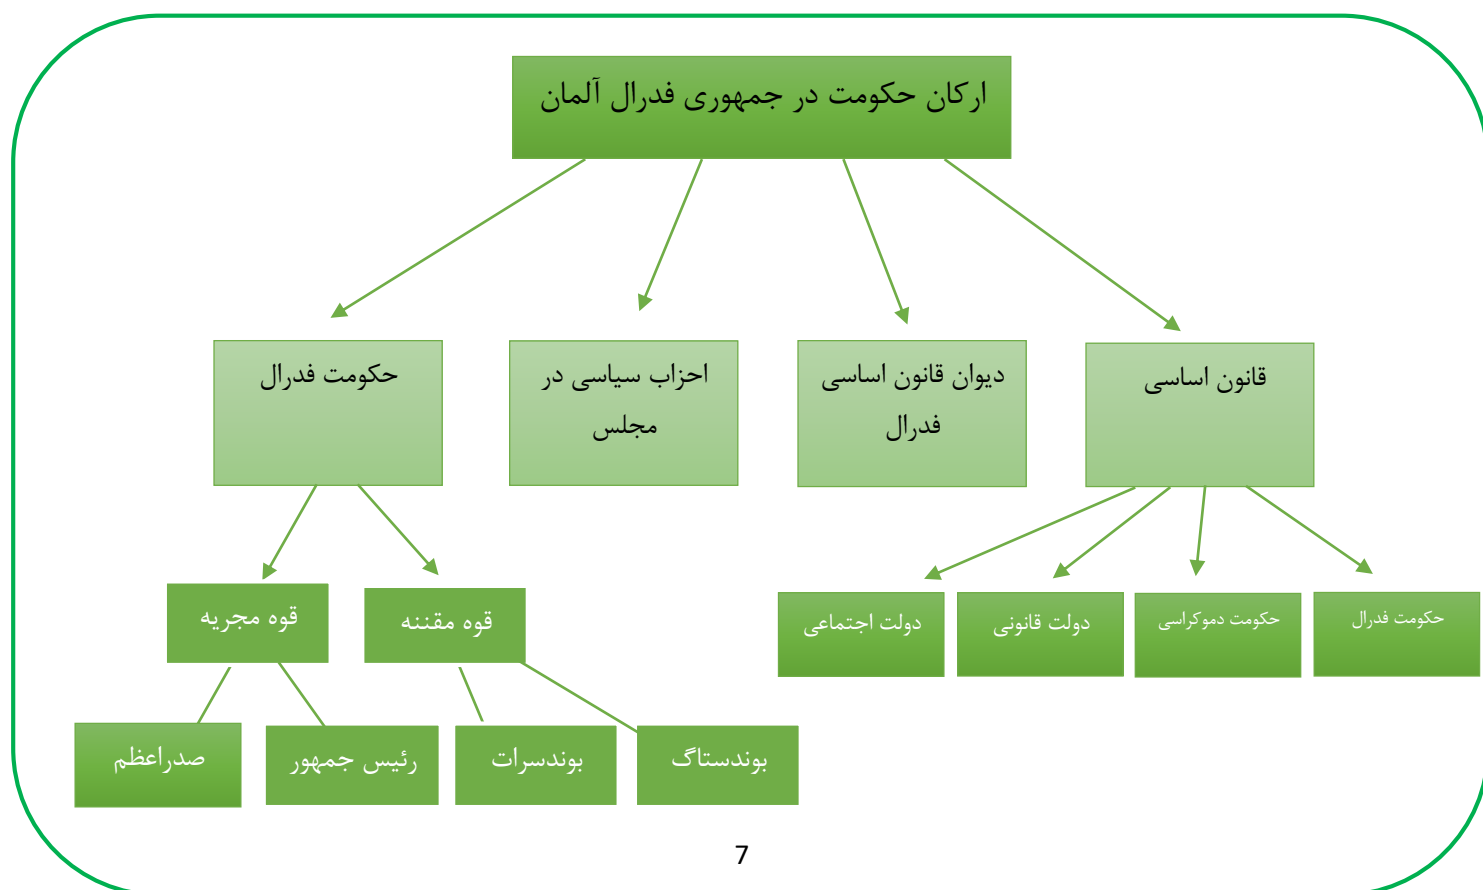 ارکان حکومت در جمهوری فدرال آلمان
قانون اساسی
دیوان قانون اساسی
فدرال
احزاب سیاسی در
مجلس
حکومت فدرال
حکومت فدرال
حکومت دموکراسی
دولت قانونی
دولت اجتماعی
قوه مقننه
قوه مجریه
بوندستاگ
بوندسرات
رئیس جمهور
صدراعظم
7